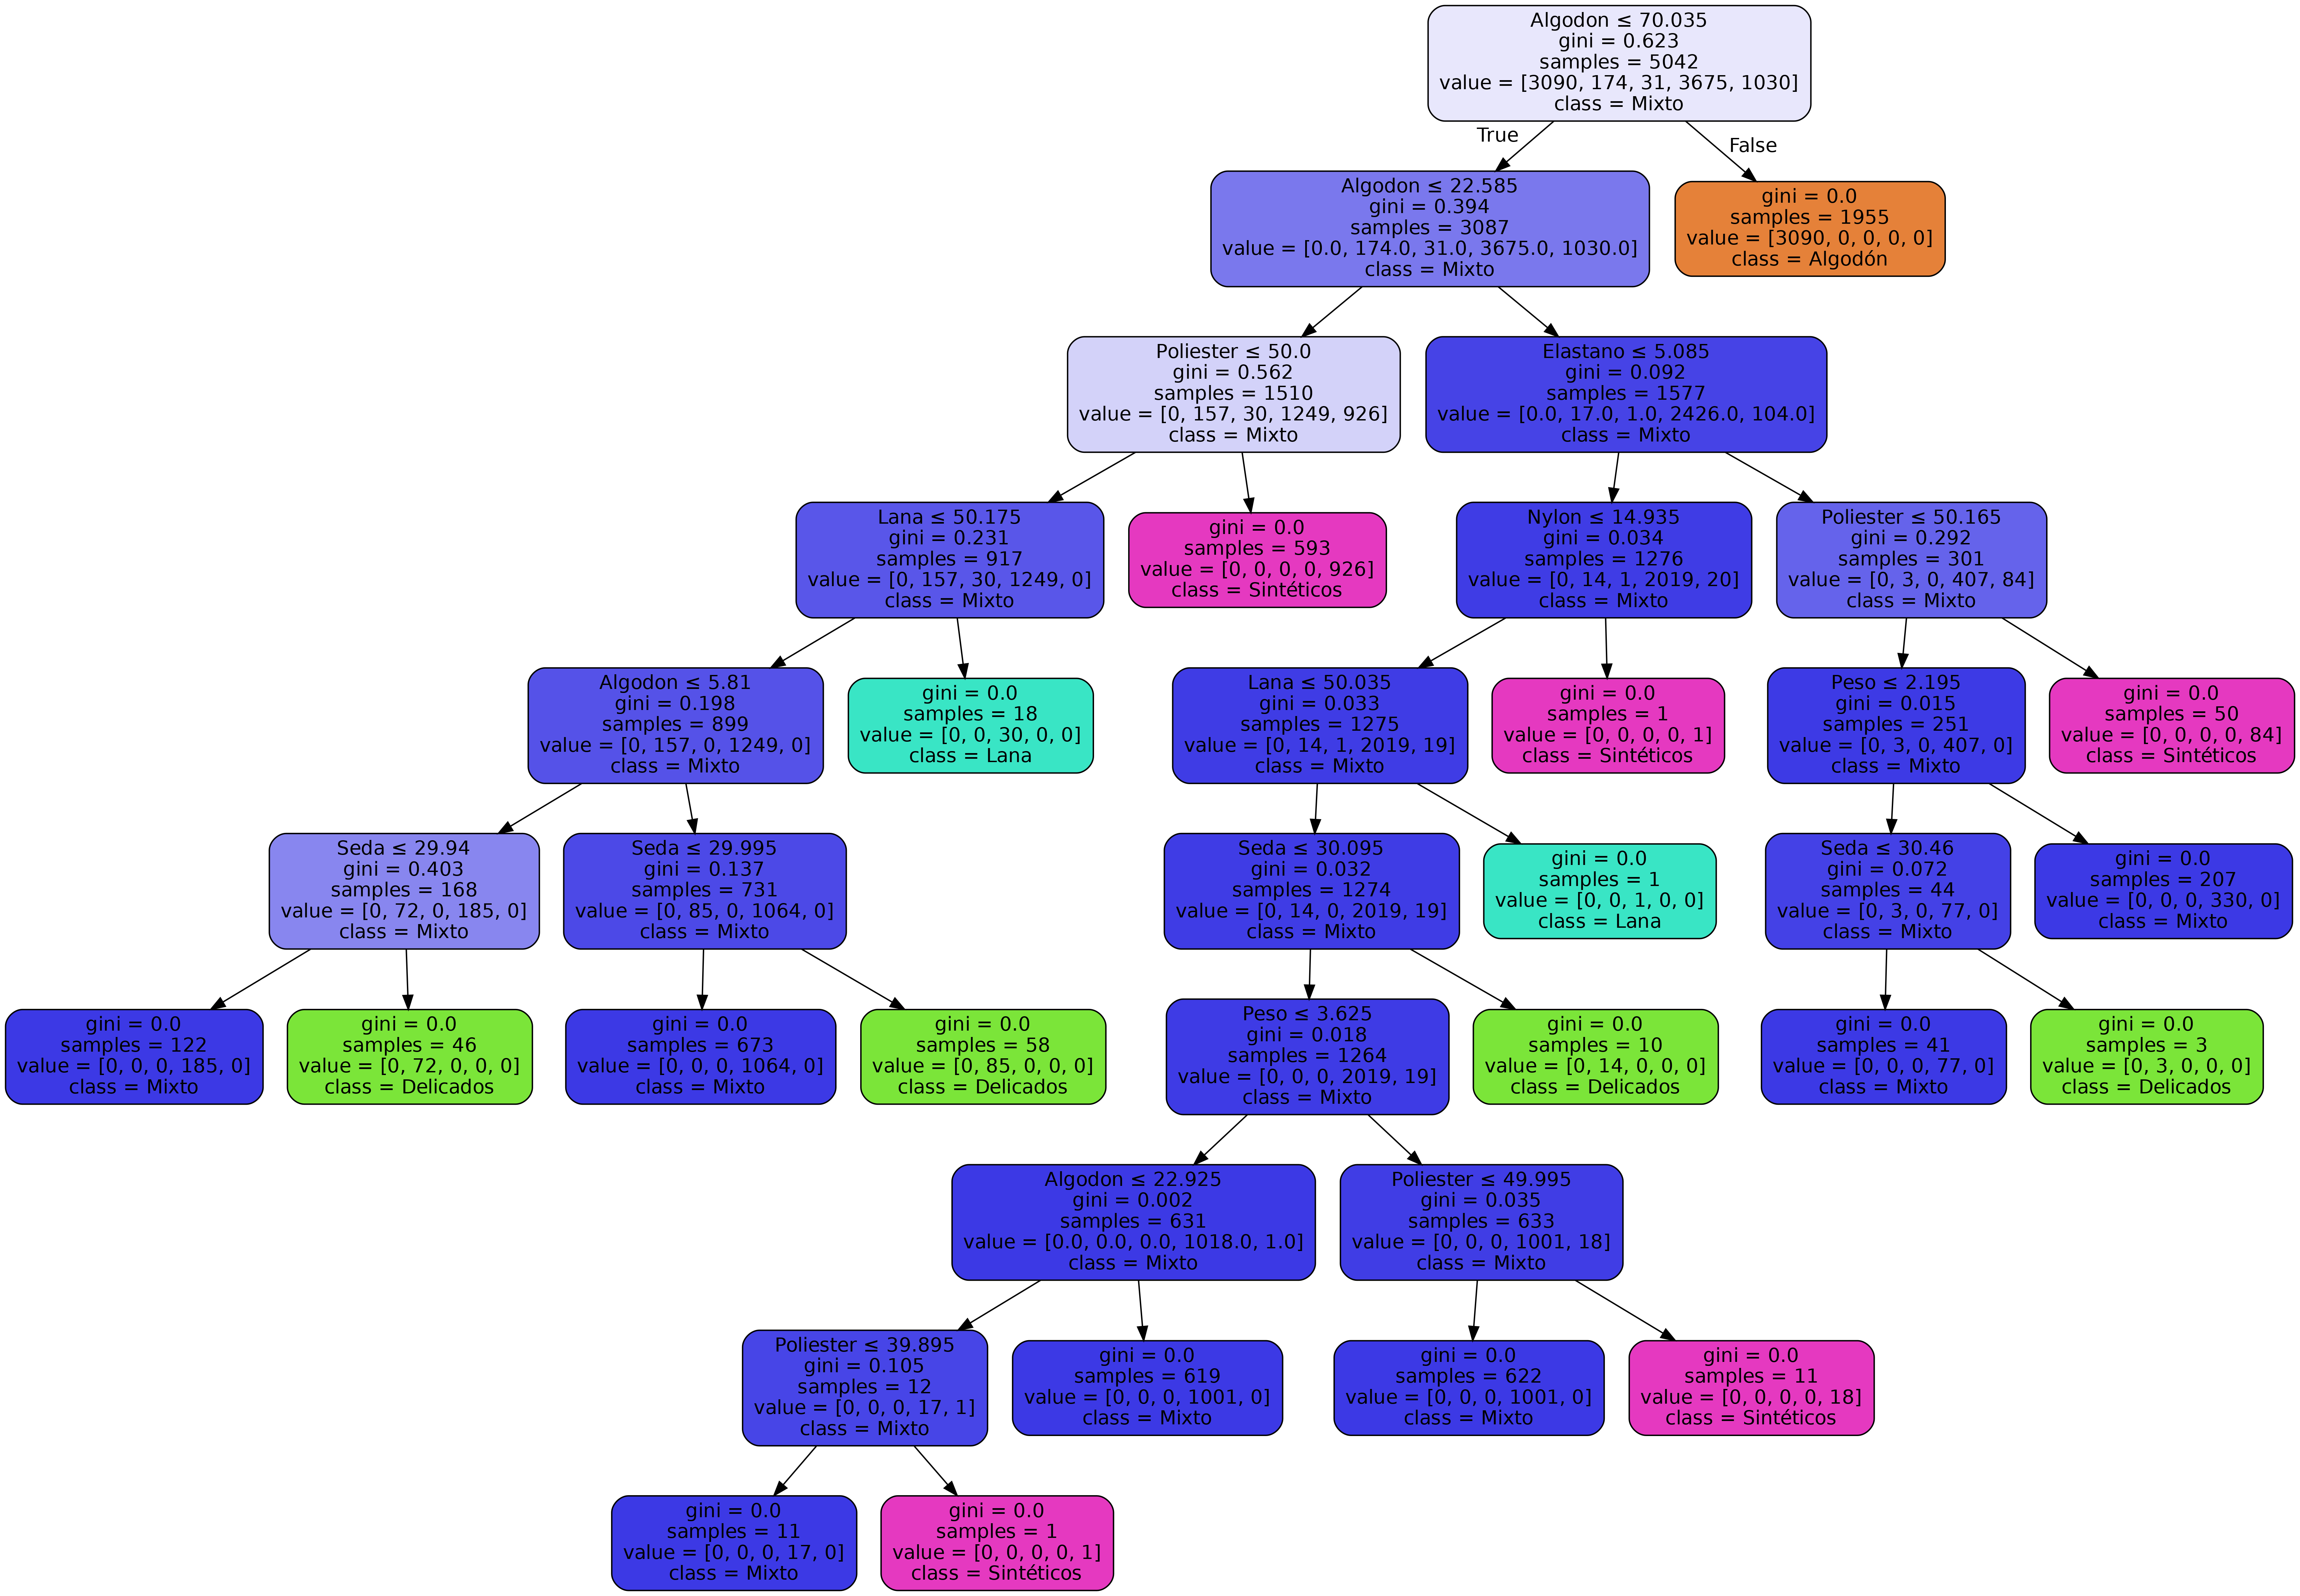 Algodon ≤ 70.035
gini = 0.623
samples = 5042
value = [3090, 174, 31, 3675, 1030]
class = Mixto
True
False
Algodon ≤ 22.585
gini = 0.394
samples = 3087
value = [0.0, 174.0, 31.0, 3675.0, 1030.0]
class = Mixto
gini = 0.0
samples = 1955
value = [3090, 0, 0, 0, 0]
class = Algodón
Poliester ≤ 50.0
gini = 0.562
samples = 1510
value = [0, 157, 30, 1249, 926]
class = Mixto
Elastano ≤ 5.085
gini = 0.092
samples = 1577
value = [0.0, 17.0, 1.0, 2426.0, 104.0]
class = Mixto
Lana ≤ 50.175
gini = 0.231
samples = 917
value = [0, 157, 30, 1249, 0]
class = Mixto
gini = 0.0
samples = 593
value = [0, 0, 0, 0, 926]
class = Sintéticos
Nylon ≤ 14.935
gini = 0.034
samples = 1276
value = [0, 14, 1, 2019, 20]
class = Mixto
Poliester ≤ 50.165
gini = 0.292
samples = 301
value = [0, 3, 0, 407, 84]
class = Mixto
Algodon ≤ 5.81
gini = 0.198
samples = 899
value = [0, 157, 0, 1249, 0]
class = Mixto
gini = 0.0
samples = 18
value = [0, 0, 30, 0, 0]
class = Lana
Lana ≤ 50.035
gini = 0.033
samples = 1275
value = [0, 14, 1, 2019, 19]
class = Mixto
gini = 0.0
samples = 1
value = [0, 0, 0, 0, 1]
class = Sintéticos
Peso ≤ 2.195
gini = 0.015
samples = 251
value = [0, 3, 0, 407, 0]
class = Mixto
gini = 0.0
samples = 50
value = [0, 0, 0, 0, 84]
class = Sintéticos
Seda ≤ 29.94
gini = 0.403
samples = 168
value = [0, 72, 0, 185, 0]
class = Mixto
Seda ≤ 29.995
gini = 0.137
samples = 731
value = [0, 85, 0, 1064, 0]
class = Mixto
Seda ≤ 30.095
gini = 0.032
samples = 1274
value = [0, 14, 0, 2019, 19]
class = Mixto
gini = 0.0
samples = 1
value = [0, 0, 1, 0, 0]
class = Lana
Seda ≤ 30.46
gini = 0.072
samples = 44
value = [0, 3, 0, 77, 0]
class = Mixto
gini = 0.0
samples = 207
value = [0, 0, 0, 330, 0]
class = Mixto
gini = 0.0
samples = 122
value = [0, 0, 0, 185, 0]
class = Mixto
gini = 0.0
samples = 46
value = [0, 72, 0, 0, 0]
class = Delicados
gini = 0.0
samples = 673
value = [0, 0, 0, 1064, 0]
class = Mixto
gini = 0.0
samples = 58
value = [0, 85, 0, 0, 0]
class = Delicados
Peso ≤ 3.625
gini = 0.018
samples = 1264
value = [0, 0, 0, 2019, 19]
class = Mixto
gini = 0.0
samples = 10
value = [0, 14, 0, 0, 0]
class = Delicados
gini = 0.0
samples = 41
value = [0, 0, 0, 77, 0]
class = Mixto
gini = 0.0
samples = 3
value = [0, 3, 0, 0, 0]
class = Delicados
Algodon ≤ 22.925
gini = 0.002
samples = 631
value = [0.0, 0.0, 0.0, 1018.0, 1.0]
class = Mixto
Poliester ≤ 49.995
gini = 0.035
samples = 633
value = [0, 0, 0, 1001, 18]
class = Mixto
Poliester ≤ 39.895
gini = 0.105
samples = 12
value = [0, 0, 0, 17, 1]
class = Mixto
gini = 0.0
samples = 619
value = [0, 0, 0, 1001, 0]
class = Mixto
gini = 0.0
samples = 622
value = [0, 0, 0, 1001, 0]
class = Mixto
gini = 0.0
samples = 11
value = [0, 0, 0, 0, 18]
class = Sintéticos
gini = 0.0
samples = 11
value = [0, 0, 0, 17, 0]
class = Mixto
gini = 0.0
samples = 1
value = [0, 0, 0, 0, 1]
class = Sintéticos